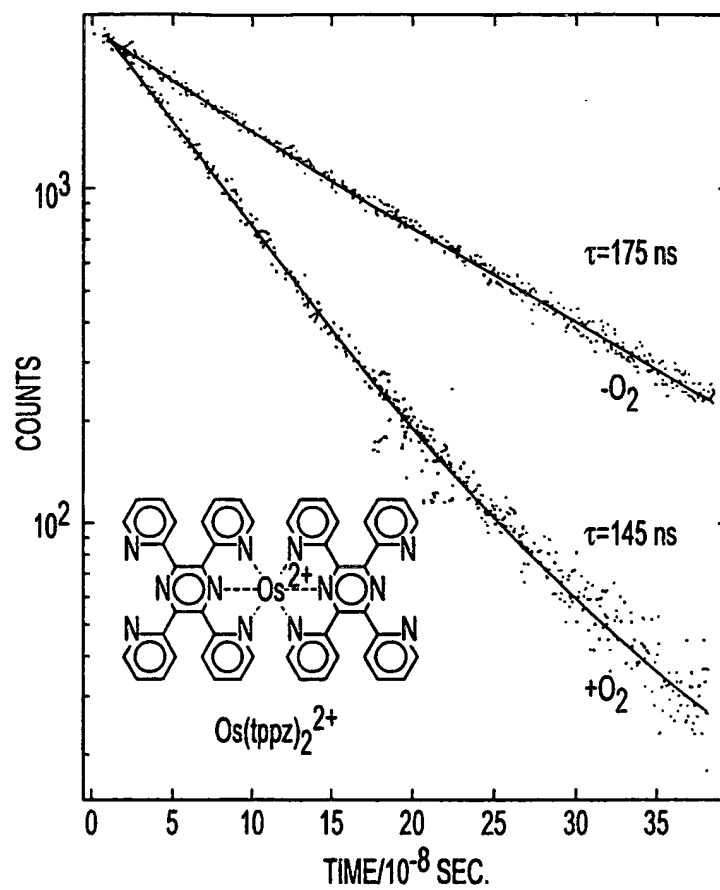 10³
τ=175 ns
COUNTS
-O₂
10²
τ=145 ns
N N N N
N N Os²⁺ N N
N N N N
+O₂
Os(tppz)₂²⁺
0 5 10 15 20 25 30 35
TIME/10⁻⁸ SEC.